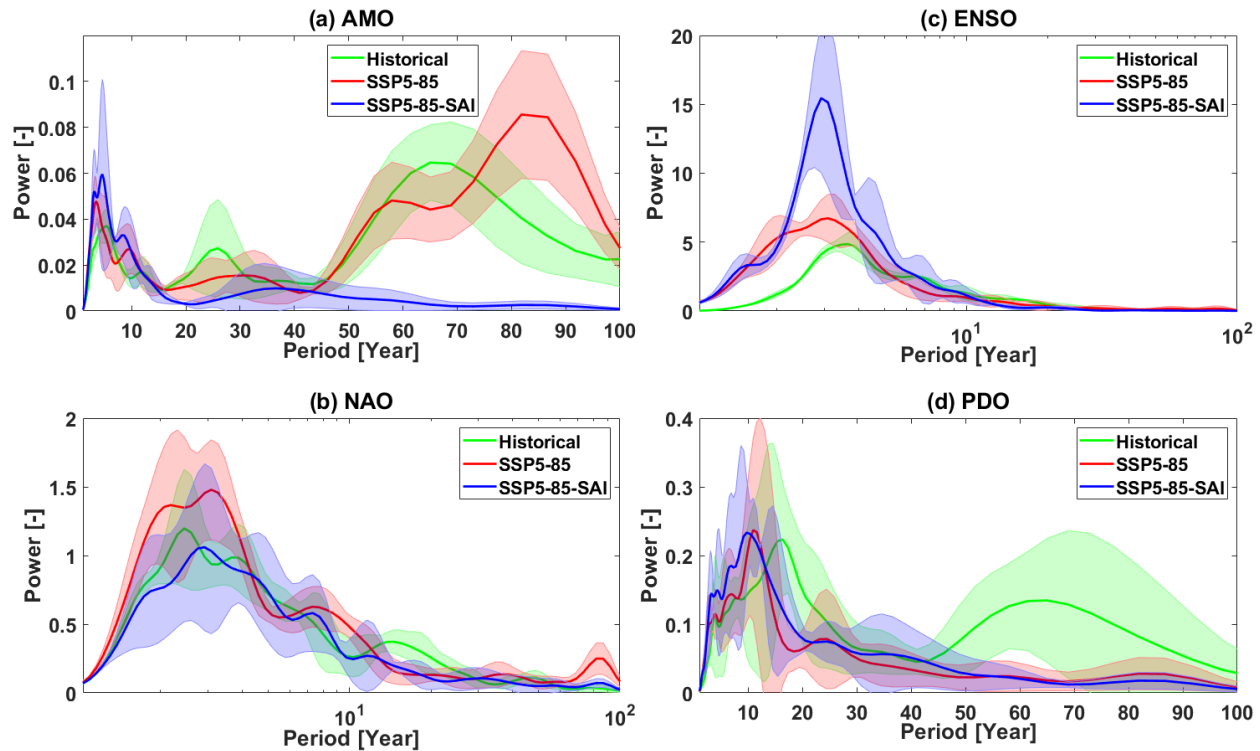 (a) AMO
Historical
SSP5-85
SSP5-85-SAI
0.1
0.08
0.06
0.04
0.02
0
Power [-]
10 20 30 40 50 60 70 80 90 100
Period [Year]
(c) ENSO
Historical
SSP5-85
SSP5-85-SAI
20
15
10
5
0
Power [-]
10^1 10^2
Period [Year]
(b) NAO
Historical
SSP5-85
SSP5-85-SAI
2
1.5
1
0.5
0
Power [-]
10^1 10^2
Period [Year]
(d) PDO
Historical
SSP5-85
SSP5-85-SAI
0.4
0.3
0.2
0.1
0
Power [-]
10 20 30 40 50 60 70 80 90 100
Period [Year]